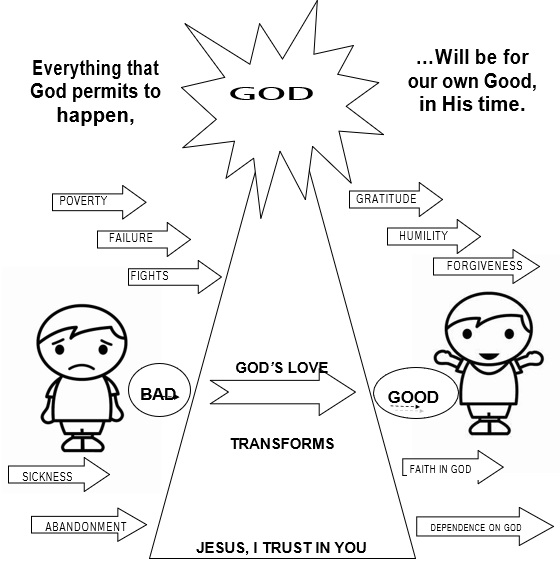 Everything that
God permits to
happen,
GOD
…Will be for
our own Good,
in His time.
POVERTY
FAILURE
FIGHTS
GRATITUDE
HUMILITY
FORGIVENESS
BAD
GOD´S LOVE
TRANSFORMS
GOOD
SICKNESS
ABANDONMENT
FAITH IN GOD
DEPENDENCE ON GOD
JESUS, I TRUST IN YOU